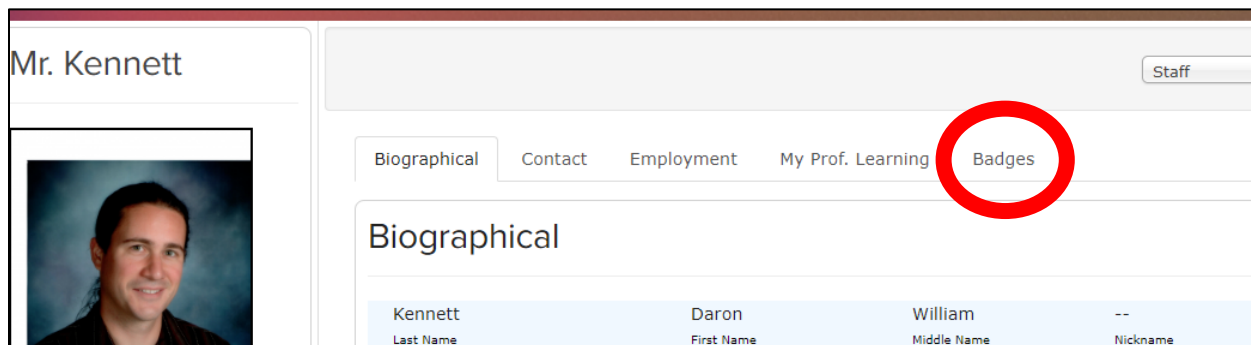 Mr. Kennett
Staff
Biographical Contact Employment My Prof. Learning Badges
Biographical
Kennett Daron William --
Last Name First Name Middle Name Nickname